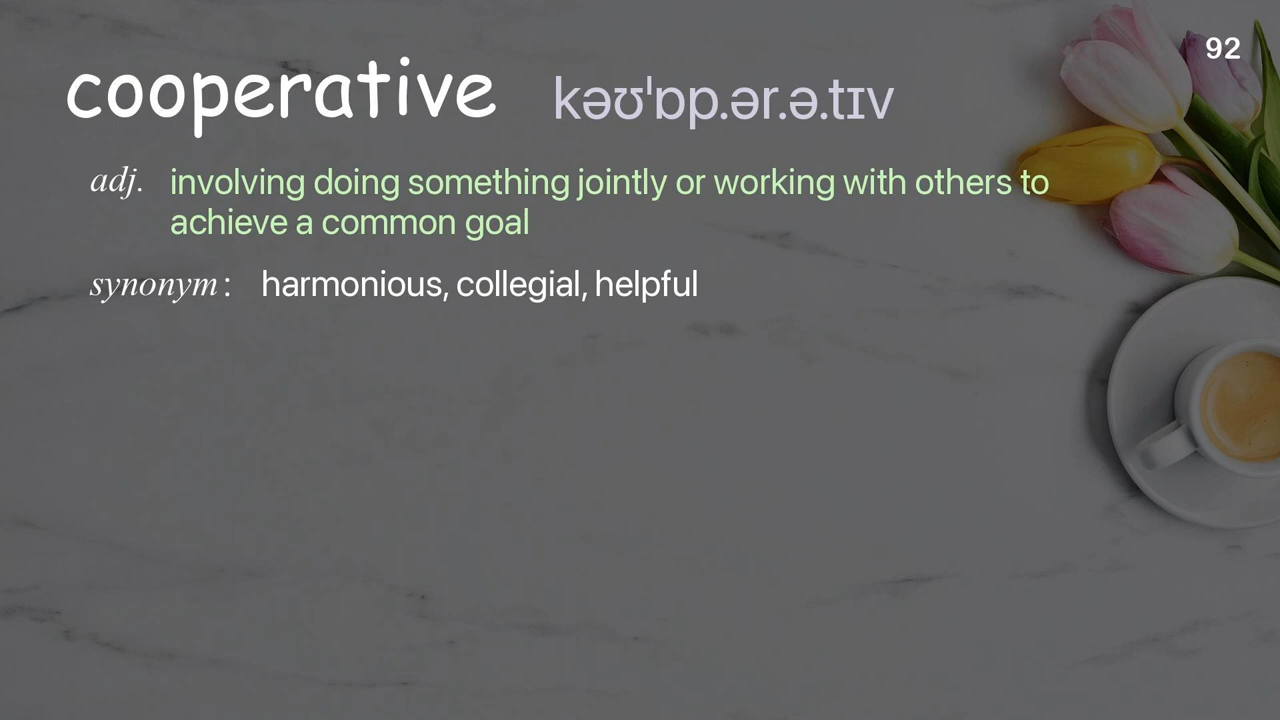 92
cooperative kəʊˈɒp.ər.ə.tɪv
adj. involving doing something jointly or working with others to
achieve a common goal
synonym: harmonious, collegial, helpful